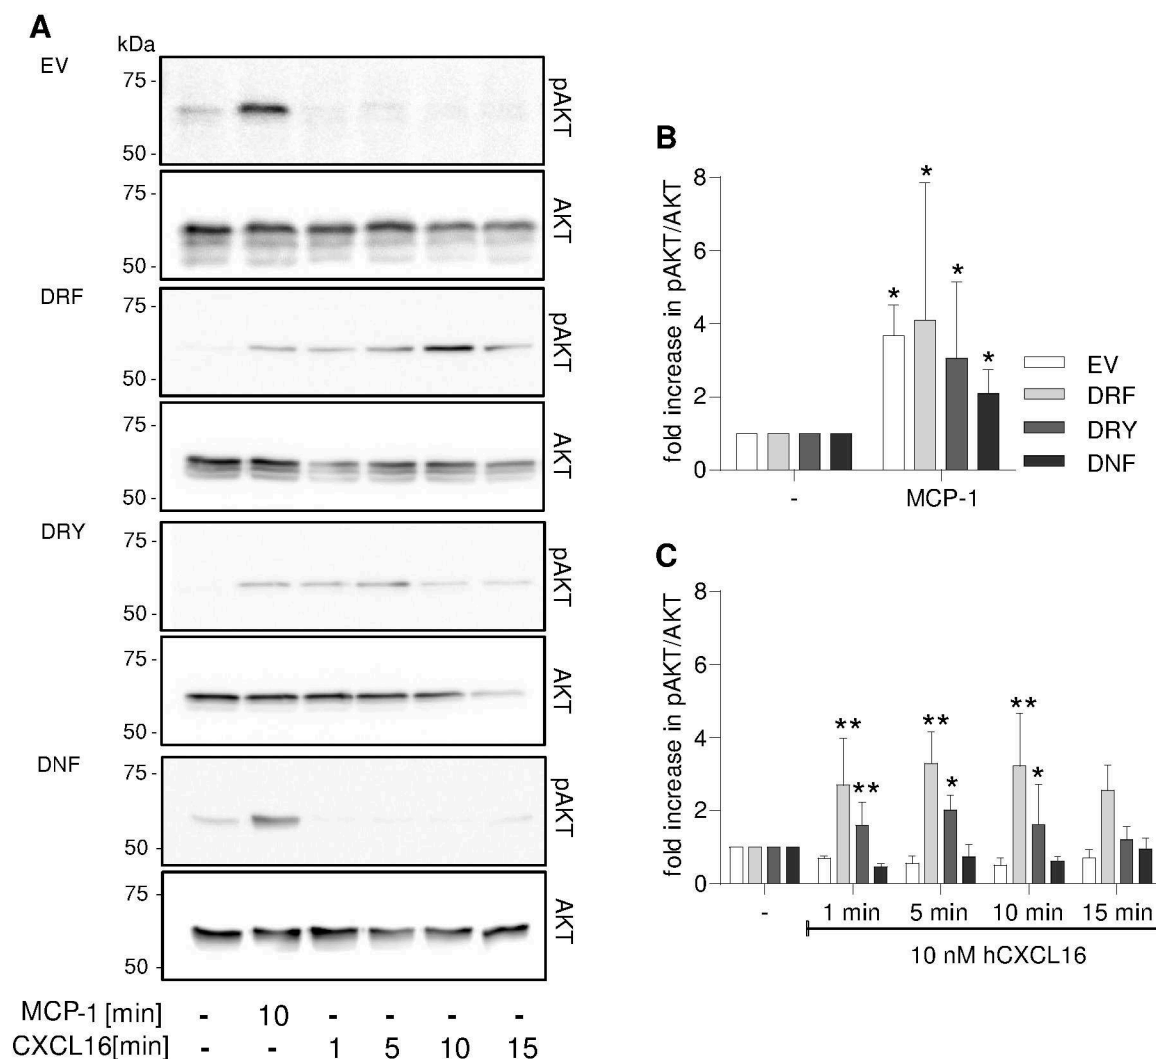 A
kDa
EV
75 -
50 -
pAKT
75 -
50 -
AKT
DRF
75 -
50 -
pAKT
75 -
50 -
AKT
DRY
75 -
50 -
pAKT
75 -
50 -
AKT
DNF
75 -
50 -
pAKT
75 -
50 -
AKT
MCP-1 [min] - 10 - - - -
CXCL16[min] - - 1 5 10 15
B
fold increase in pAKT/AKT
8
6
4
2
0
* * * *
- MCP-1
EV
DRF
DRY
DNF
C
fold increase in pAKT/AKT
8
6
4
2
0
** ** ** * ** *
- 1 min 5 min 10 min 15 min
10 nM hCXCL16